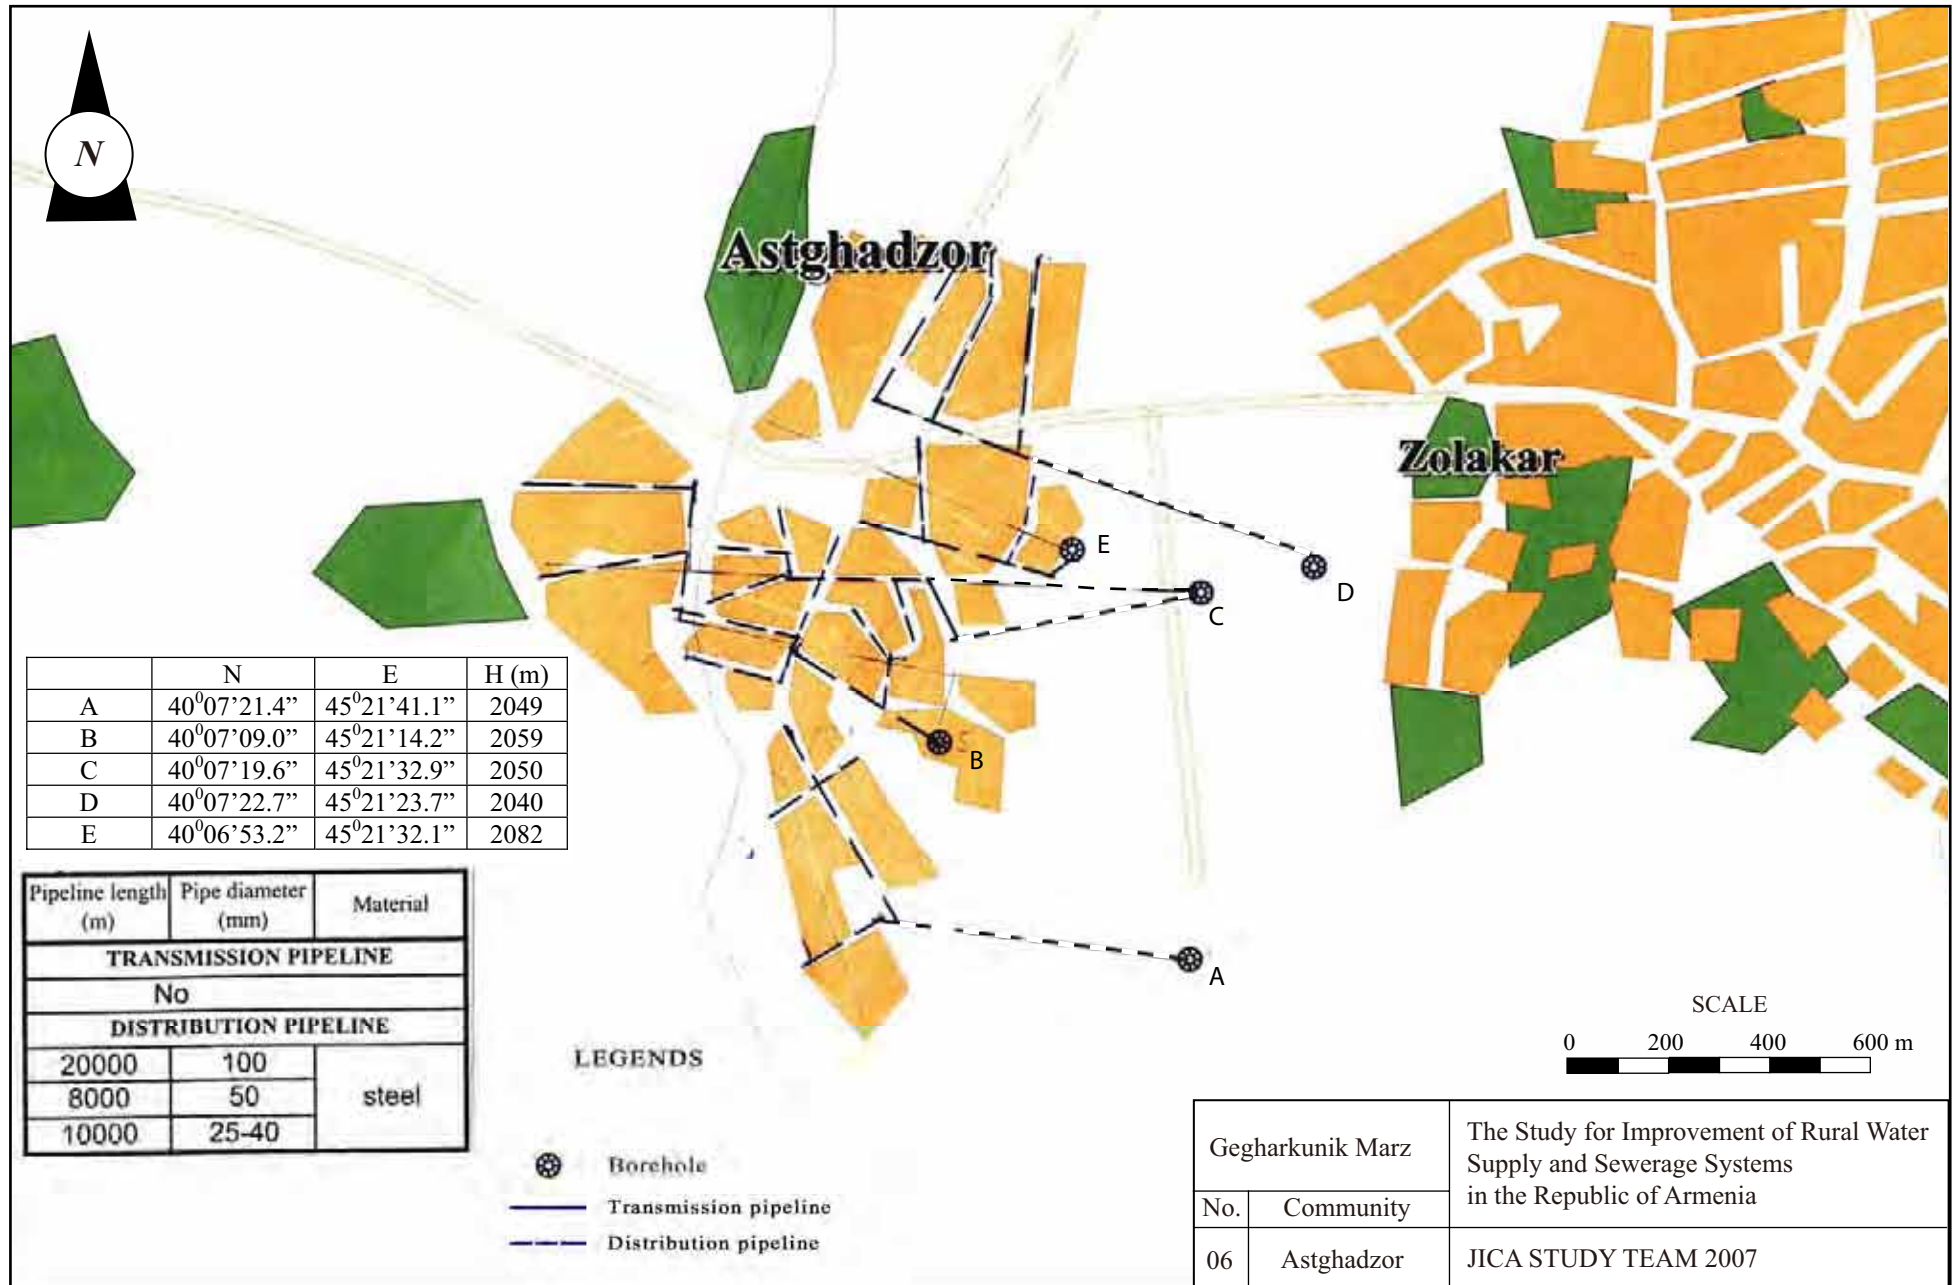 N
Astghadzor
Zolakar
E
D
C
B
A
N E H (m)
A 40⁰07’21.4” 45⁰21’41.1” 2049
B 40⁰07’09.0” 45⁰21’14.2” 2059
C 40⁰07’19.6” 45⁰21’32.9” 2050
D 40⁰07’22.7” 45⁰21’23.7” 2040
E 40⁰06’53.2” 45⁰21’32.1” 2082
Pipeline length Pipe diameter Material
(m) (mm)
TRANSMISSION PIPELINE
No
DISTRIBUTION PIPELINE
20000 100
8000 50 steel
10000 25-40
LEGENDS
Borehole
Transmission pipeline
Distribution pipeline
SCALE
0 200 400 600 m
Gegharkunik Marz
No. Community
06 Astghadzor
The Study for Improvement of Rural Water
Supply and Sewerage Systems
in the Republic of Armenia
JICA STUDY TEAM 2007